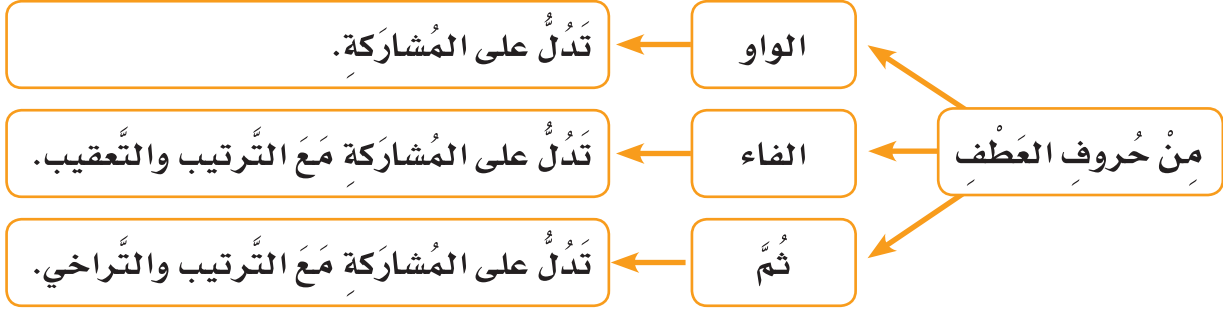 مِنْ حُروفِ العَطْفِ
الواو
تَدُلُّ على المُشارَكةِ.
الفاء
تَدُلُّ على المُشارَكةِ مَعَ التَّرتيب والتَّعقيب.
ثُمَّ
تَدُلُّ على المُشارَكةِ مَعَ التَّرتيب والتَّراخي.